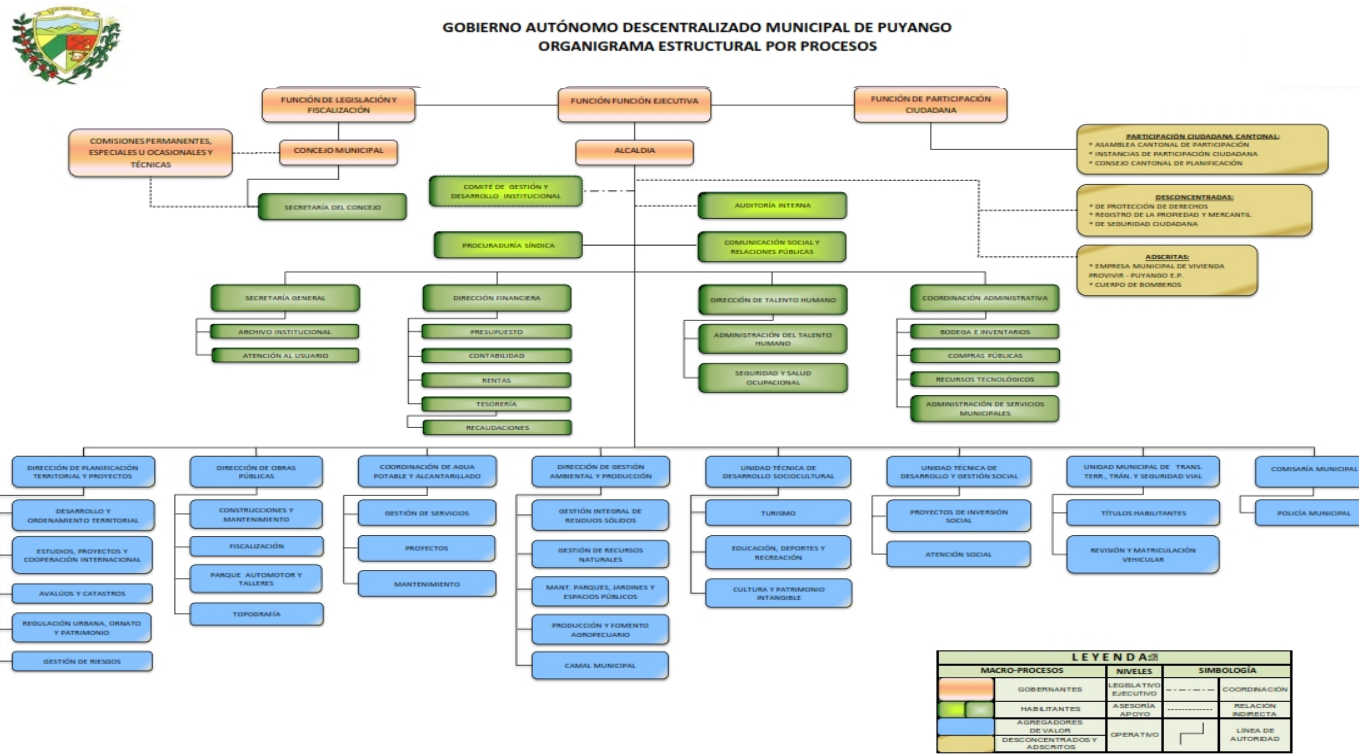 GOBIERNO AUTÓNOMO DESCENTRALIZADO MUNICIPAL DE PUYANGO
ORGANIGRAMA ESTRUCTURAL POR PROCESOS
FUNCIÓN DE LEGISLACIÓN Y
FISCALIZACIÓN
FUNCIÓN FUNCIÓN EJECUTIVA
FUNCIÓN DE PARTICIPACIÓN
CIUDADANA
COMISIONES PERMANENTES,
ESPECIALES U OCASIONALES Y
TÉCNICAS
CONCEJO MUNICIPAL
ALCALDIA
PARTICIPACIÓN CIUDADANA CANTONAL:
* ASAMBLEA CANTONAL DE PARTICIPACIÓN
* INSTANCIAS DE PARTICIPACIÓN CIUDADANA
* CONSEJO CANTONAL DE PLANIFICACIÓN
SECRETARÍA DEL CONCEJO
COMITÉ DE GESTIÓN Y
DESARROLLO INSTITUCIONAL
AUDITORÍA INTERNA
DESCONCENTRADAS:
* DE PROTECCIÓN DE DERECHOS
* REGISTRO DE LA PROPIEDAD Y MERCANTIL
* DE SEGURIDAD CIUDADANA
PROCURADURÍA SÍNDICA
COMUNICACIÓN SOCIAL Y
RELACIONES PÚBLICAS
ADSCRITAS:
* EMPRESA MUNICIPAL DE VIVIENDA
PROVIVIR - PUYANGO E.P.
* CUERPO DE BOMBEROS
SECRETARÍA GENERAL
ARCHIVO INSTITUCIONAL
ATENCIÓN AL USUARIO
DIRECCIÓN FINANCIERA
PRESUPUESTO
CONTABILIDAD
RENTAS
TESORERÍA
RECAUDACIONES
DIRECCIÓN DE TALENTO HUMANO
ADMINISTRACIÓN DEL TALENTO
HUMANO
SEGURIDAD Y SALUD
OCUPACIONAL
COORDINACIÓN ADMINISTRATIVA
BODEGA E INVENTARIOS
COMPRAS PÚBLICAS
RECURSOS TECNOLÓGICOS
ADMINISTRACIÓN DE SERVICIOS
MUNICIPALES
DIRECCIÓN DE PLANIFICACIÓN
TERRITORIAL Y PROYECTOS
DESARROLLO Y
ORDENAMIENTO TERRITORIAL
ESTUDIOS, PROYECTOS Y
COOPERACIÓN INTERNACIONAL
AVALÚOS Y CATASTROS
REGULACIÓN URBANA, ORNATO
Y PATRIMONIO
GESTIÓN DE RIESGOS
DIRECCIÓN DE OBRAS
PÚBLICAS
CONSTRUCCIONES Y
MANTENIMIENTO
FISCALIZACIÓN
PARQUE AUTOMOTOR Y
TALLERES
TOPOGRAFÍA
COORDINACIÓN DE AGUA
POTABLE Y ALCANTARILLADO
GESTIÓN DE SERVICIOS
PROYECTOS
MANTENIMIENTO
DIRECCIÓN DE GESTIÓN
AMBIENTAL Y PRODUCCIÓN
GESTIÓN INTEGRAL DE
RESIDUOS SÓLIDOS
GESTIÓN DE RECURSOS
NATURALES
MANT. PARQUES, JARDINES Y
ESPACIOS PÚBLICOS
PRODUCCIÓN Y FOMENTO
AGROPECUARIO
CAMAL MUNICIPAL
UNIDAD TÉCNICA DE
DESARROLLO SOCIOCULTURAL
TURISMO
EDUCACIÓN, DEPORTES Y
RECREACIÓN
CULTURA Y PATRIMONIO
INTANGIBLE
UNIDAD TÉCNICA DE
DESARROLLO Y GESTIÓN SOCIAL
PROYECTOS DE INVERSIÓN
SOCIAL
ATENCIÓN SOCIAL
UNIDAD MUNICIPAL DE TRANS.
TERR., TRÁN. Y SEGURIDAD VIAL
TÍTULOS HABILITANTES
REVISIÓN Y MATRICULACIÓN
VEHICULAR
COMISARÍA MUNICIPAL
POLICÍA MUNICIPAL
LEYENDA
MACRO-PROCESOS NIVELES SIMBOLOGÍA
GOBERNANTES
LEGISLATIVO
EJECUTIVO
COORDINACIÓN
HABILITANTES
ASESORÍA
APOYO
RELACIÓN
INDIRECTA
AGREGADORES
DE VALOR
DESCONCENTRADOS Y
ADSCRITOS
OPERATIVO
LÍNEA DE
AUTORIDAD